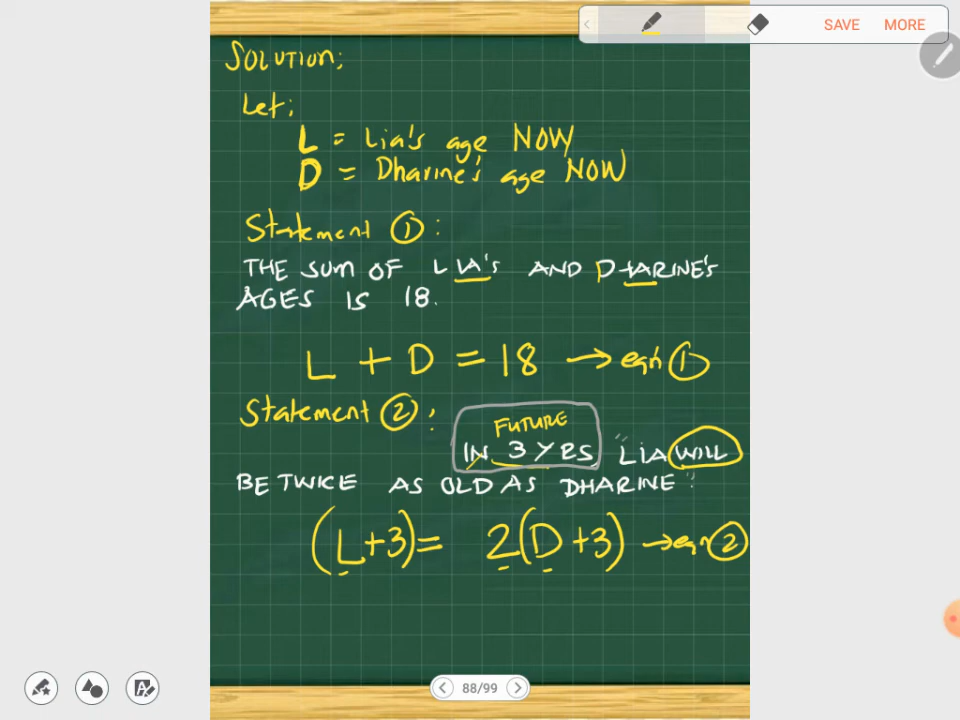 SAVE MORE
SOLUTION;
Let;
L = Lia's age NOW
D = Dharine's age NOW
Statement ①:
THE SUM OF LIA's AND DHARINE'S
AGES IS 18.
L + D = 18 → eqn ①
Statement ②:
FUTURE
IN 3 YRS "LIA WILL
BE TWICE AS OLD AS DHARINE"
(L+3) = 2(D+3) → eqn ②
88/99